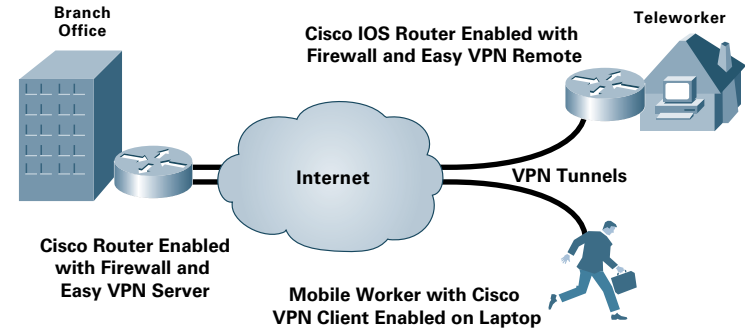 Branch
Office
Cisco IOS Router Enabled with
Firewall and Easy VPN Remote
Teleworker
Internet
VPN Tunnels
Cisco Router Enabled
with Firewall and
Easy VPN Server
Mobile Worker with Cisco
VPN Client Enabled on Laptop